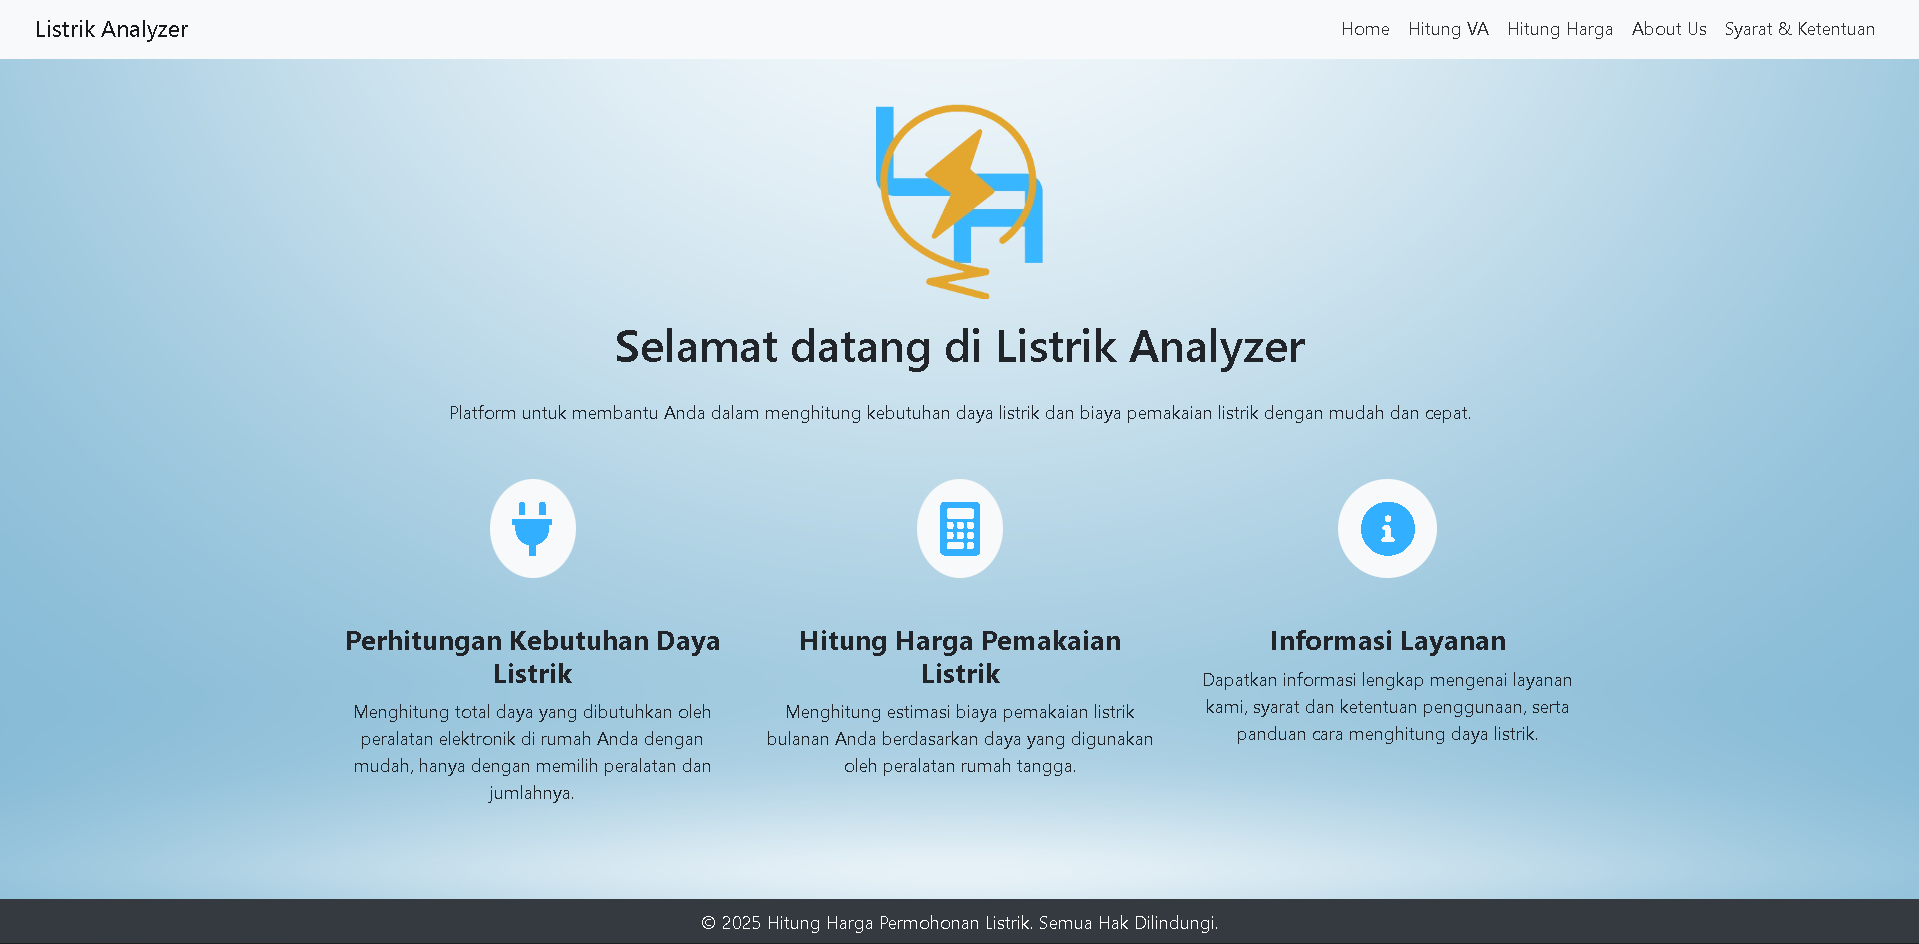 Listrik Analyzer
Home Hitung VA Hitung Harga About Us Syarat & Ketentuan
Selamat datang di Listrik Analyzer
Platform untuk membantu Anda dalam menghitung kebutuhan daya listrik dan biaya pemakaian listrik dengan mudah dan cepat.
Perhitungan Kebutuhan Daya
Listrik
Menghitung total daya yang dibutuhkan oleh
peralatan elektronik di rumah Anda dengan
mudah, hanya dengan memilih peralatan dan
jumlahnya.
Hitung Harga Pemakaian
Listrik
Menghitung estimasi biaya pemakaian listrik
bulanan Anda berdasarkan daya yang digunakan
oleh peralatan rumah tangga.
Informasi Layanan
Dapatkan informasi lengkap mengenai layanan
kami, syarat dan ketentuan penggunaan, serta
panduan cara menghitung daya listrik.
© 2025 Hitung Harga Permohonan Listrik. Semua Hak Dilindungi.